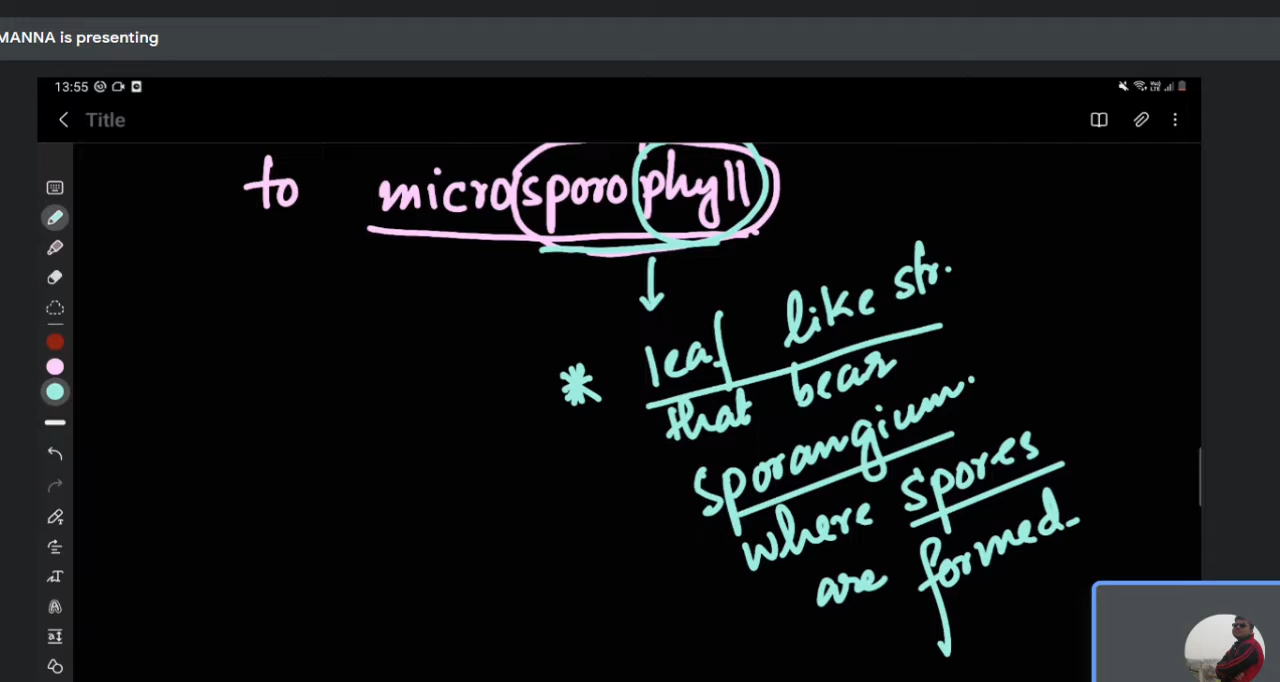 MANNA is presenting
13:55
Title
to microsporophyll
leaf like str.
that bear
sporangium.
where spores
are formed.